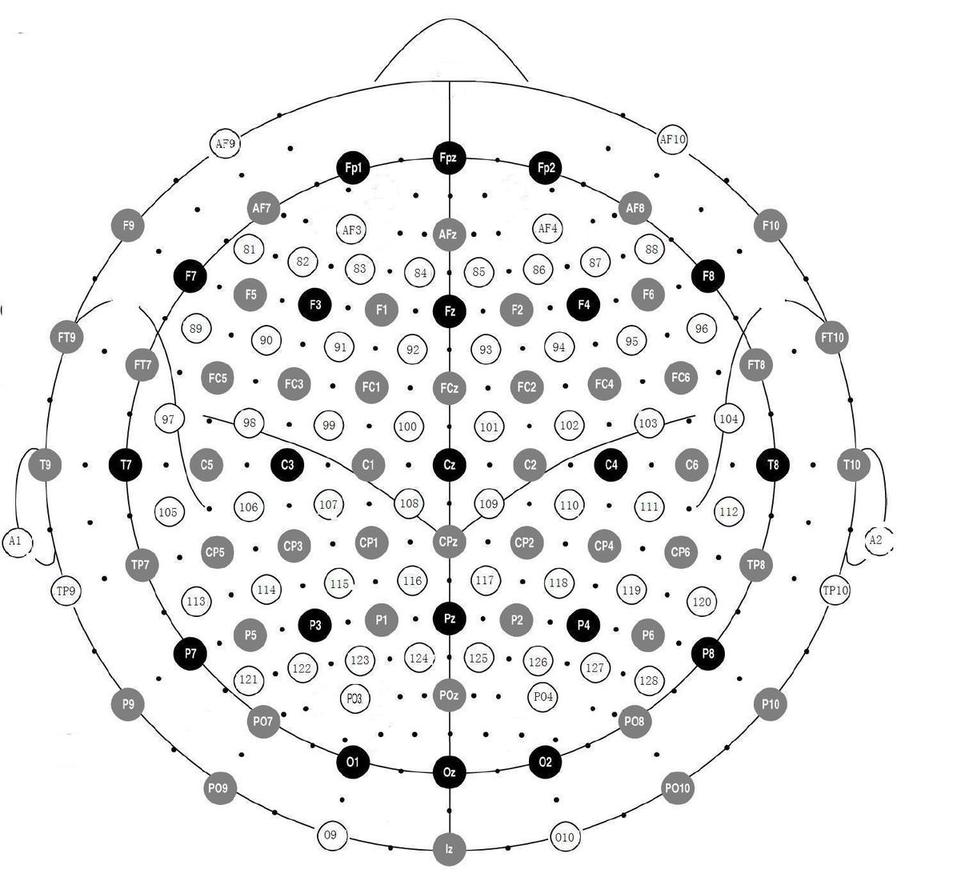 AF9 AF10
Fp1 Fpz Fp2
AF7 AF8
F9 AF3 AFz AF4 F10
81 82 83 84 85 86 87 88
F7 F5 F3 F1 Fz F2 F4 F6 F8
89 90 91 92 93 94 95 96
FT9 FT10
FT7 FC5 FC3 FC1 FCz FC2 FC4 FC6 FT8
97 98 99 100 101 102 103 104
T9 T7 C5 C3 C1 Cz C2 C4 C6 T8 T10
105 106 107 108 109 110 111 112
A1 A2
TP7 CP5 CP3 CP1 CPz CP2 CP4 CP6 TP8
TP9 TP10
113 114 115 116 117 118 119 120
P7 P5 P3 P1 Pz P2 P4 P6 P8
121 122 123 124 125 126 127 128
P9 PO3 POz PO4 P10
PO7 PO8
O1 Oz O2
PO9 PO10
O9 Iz O10